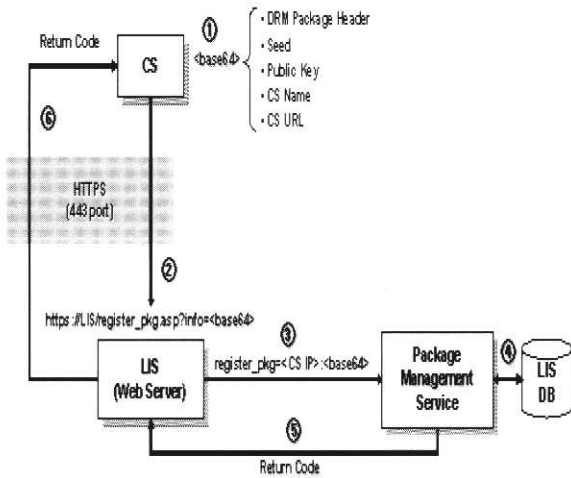 Return Code
CS
①
<base64>
· DRM Package Header
· Seed
· Public Key
· CS Name
· CS URL
⑥
HTTPS
(443 port)
②
https://LIS/register_pkg.asp?info=<base64>
LIS
(Web Server)
③
register_pkg=<CS IP>:<base64>
Package
Management
Service
④
LIS
DB
⑤
Return Code